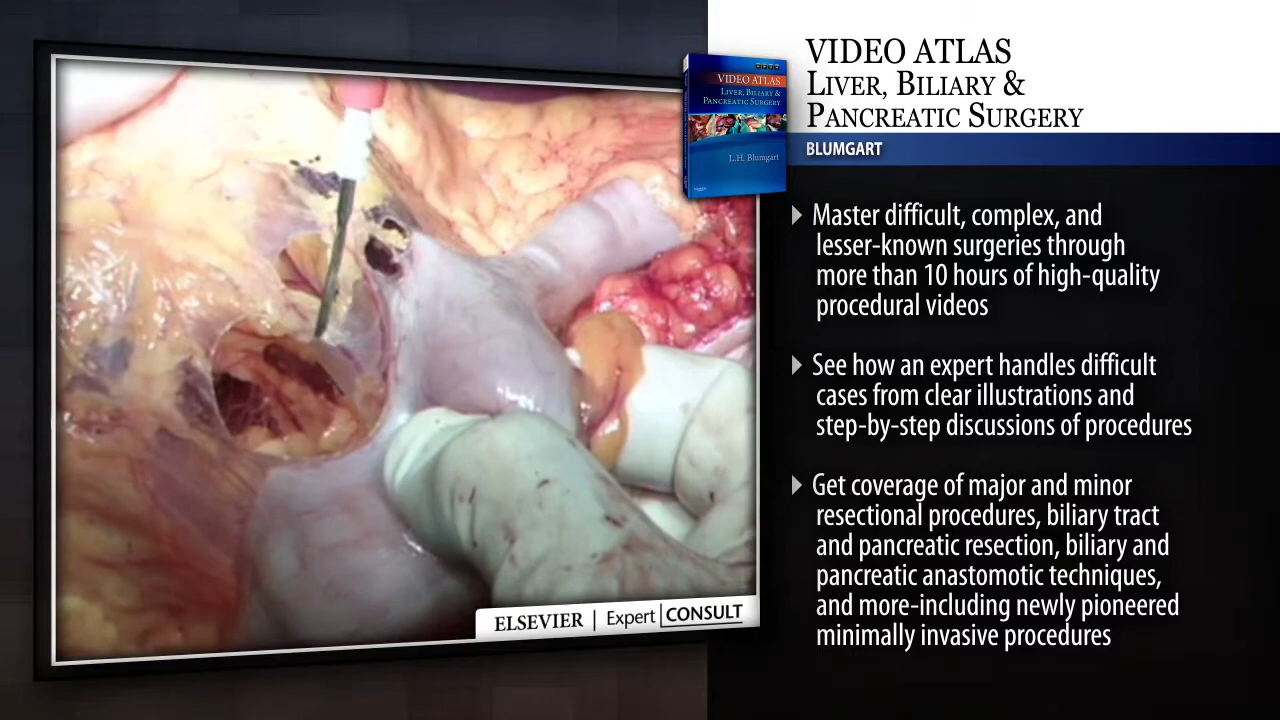 VIDEO ATLAS
LIVER, BILIARY &
PANCREATIC SURGERY
BLUMGART
VIDEO ATLAS
LIVER, BILIARY &
PANCREATIC SURGERY
L.H. Blumgart
Master difficult, complex, and
lesser-known surgeries through
more than 10 hours of high-quality
procedural videos
See how an expert handles difficult
cases from clear illustrations and
step-by-step discussions of procedures
Get coverage of major and minor
resectional procedures, biliary tract
and pancreatic resection, biliary and
pancreatic anastomotic techniques,
and more-including newly pioneered
minimally invasive procedures
ELSEVIER | Expert CONSULT